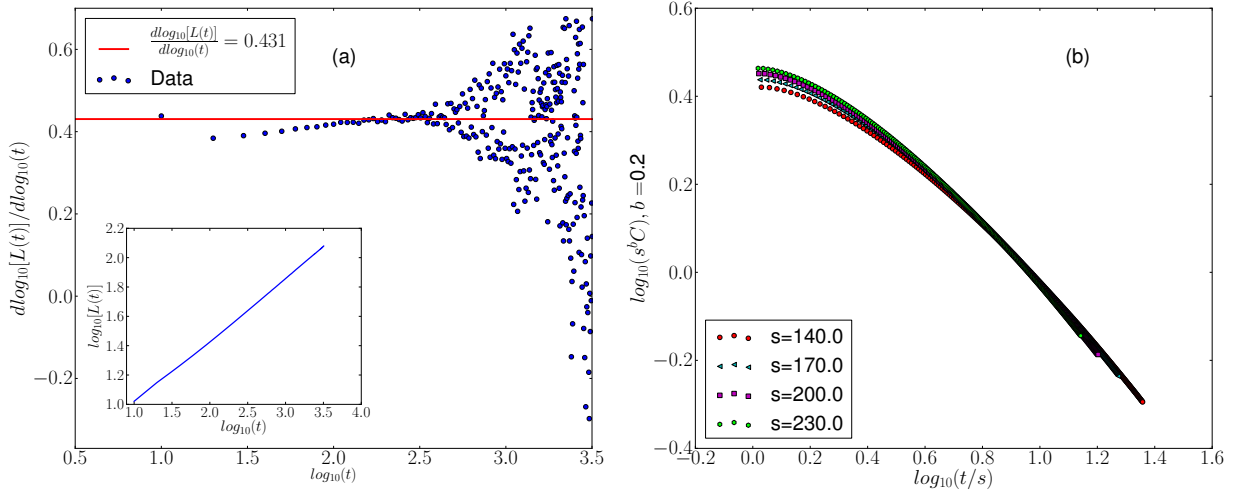 dlog10[L(t)]/dlog10(t) = 0.431
Data
(a)
dlog10[L(t)]/dlog10(t)
0.6
0.4
0.2
0.0
−0.2
0.5 1.0 1.5 2.0 2.5 3.0 3.5
log10(t)
log10[L(t)]
2.2
2.0
1.8
1.6
1.4
1.2
1.0
1.0 1.5 2.0 2.5 3.0 3.5 4.0
log10(t)
(b)
log10(s^b C), b = 0.2
0.6
0.4
0.2
0.0
−0.2
−0.4
s=140.0
s=170.0
s=200.0
s=230.0
−0.2 0.0 0.2 0.4 0.6 0.8 1.0 1.2 1.4 1.6
log10(t/s)